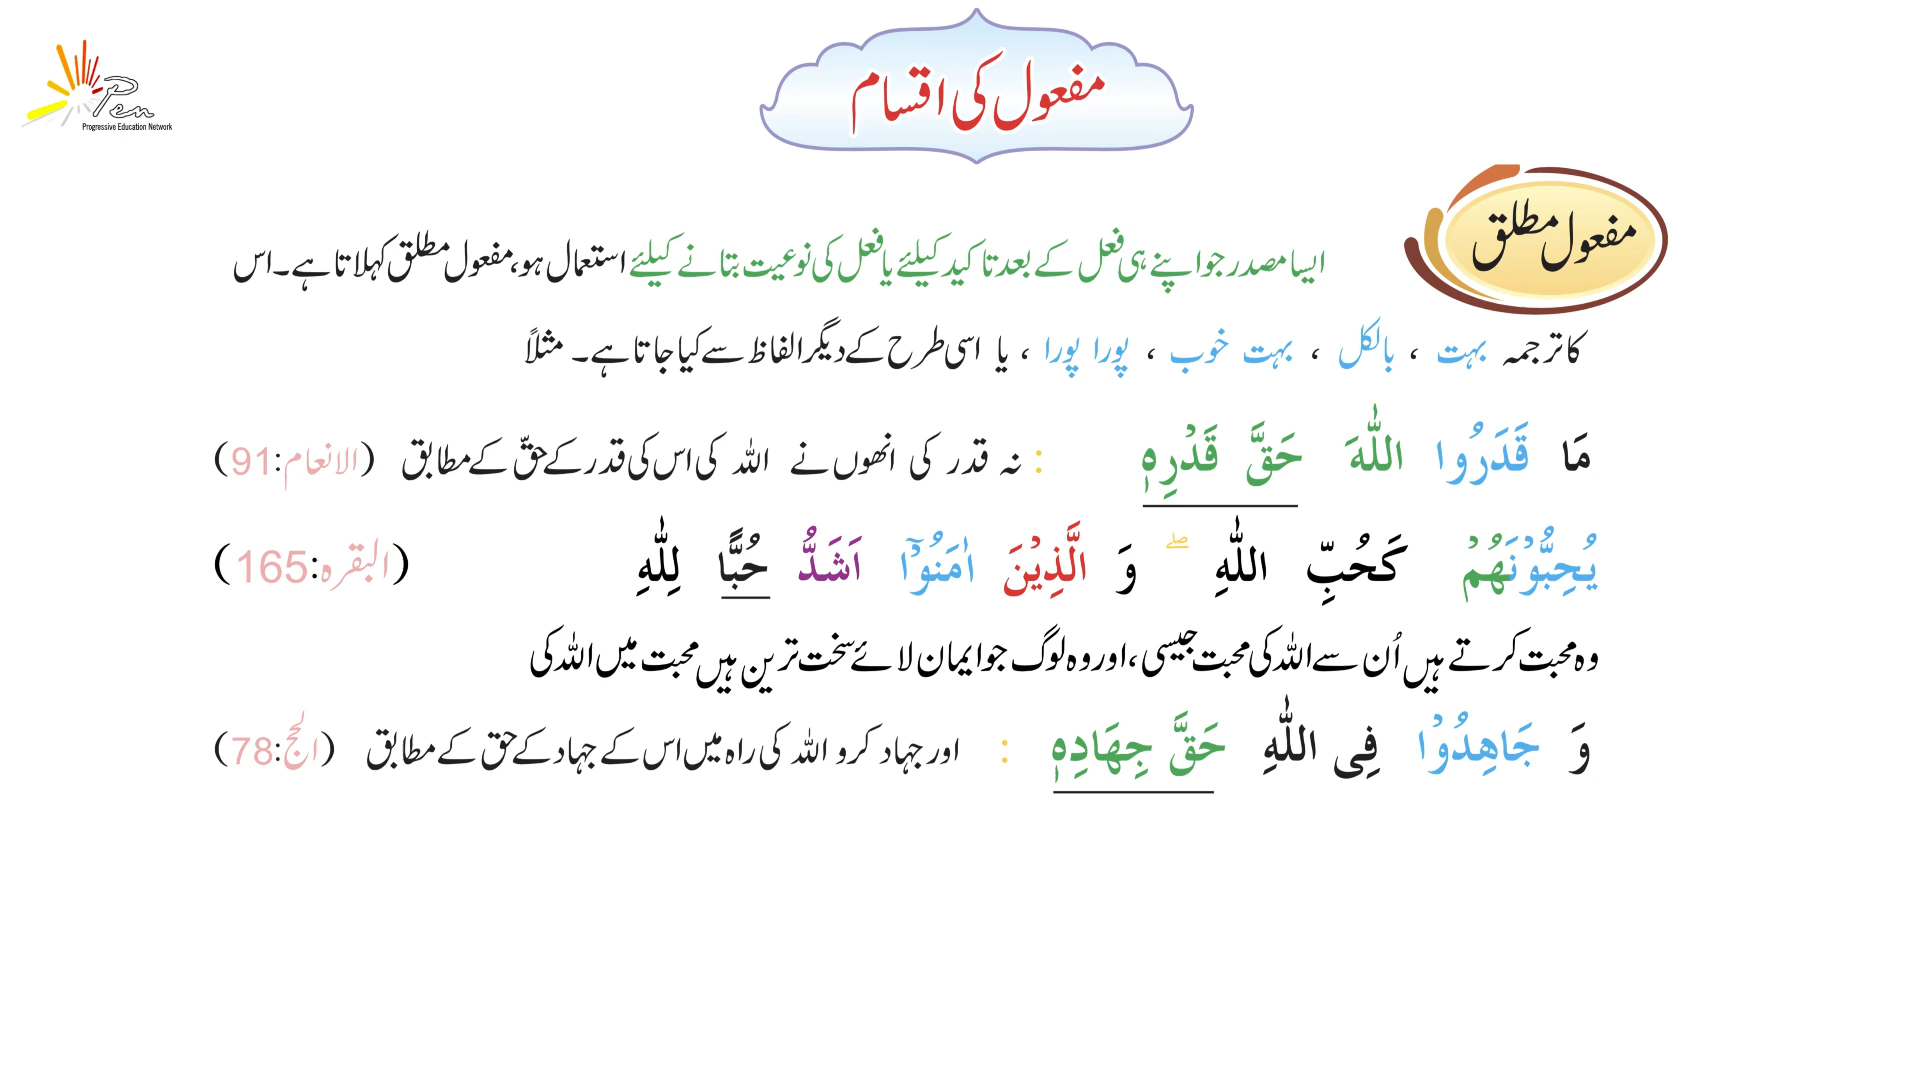 Pen
Progressive Education Network
مفعول کی اقسام
مفعول مطلق
ایسا مصدر جو اپنے ہی فعل کے بعد تاکید کیلئے یا فعل کی نوعیت بتانے کیلئے استعمال ہو، مفعول مطلق کہلاتا ہے۔ اس
کا ترجمہ بہت ، بالکل ، بہت خوب ، پورا پورا ، یا اسی طرح کے دیگر الفاظ سے کیا جاتا ہے۔ مثلاً
مَا قَدَرُوا اللّٰهَ حَقَّ قَدْرِهٖ : نہ قدر کی انھوں نے اللہ کی اس کی قدر کے حقّ کے مطابق (الانعام:91)
يُحِبُّوْنَهُمْ كَحُبِّ اللّٰهِ ۖ وَ الَّذِيْنَ اٰمَنُوْٓا اَشَدُّ حُبًّا لِلّٰهِ (البقرہ:165)
وہ محبت کرتے ہیں اُن سے اللہ کی محبت جیسی، اور وہ لوگ جو ایمان لائے سخت ترین ہیں محبت میں اللہ کی
وَ جَاهِدُوْا فِی اللّٰهِ حَقَّ جِهَادِهٖ : اور جہاد کرو اللہ کی راہ میں اس کے جہاد کے حق کے مطابق (الحج:78)